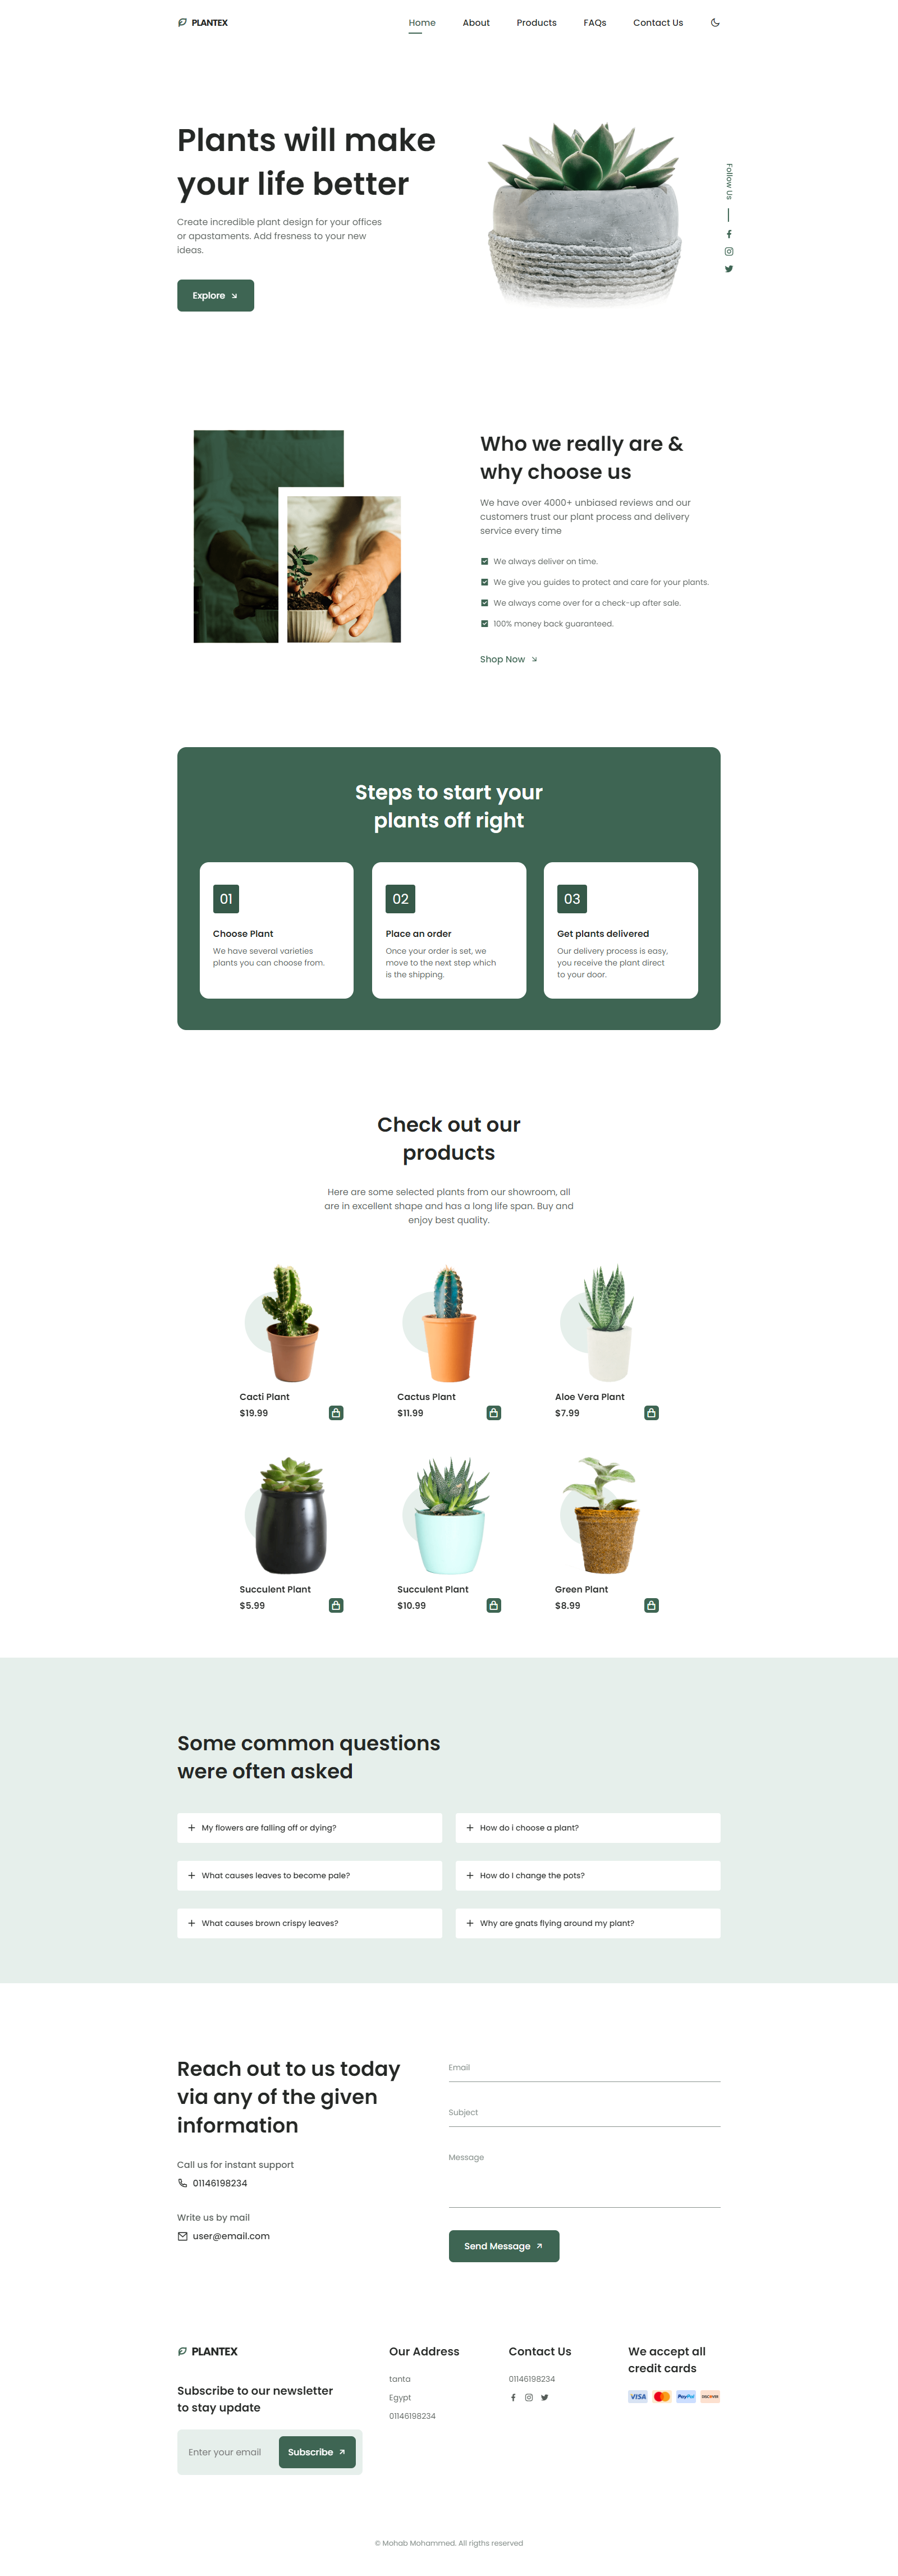 PLANTEX
Home
About
Products
FAQs
Contact Us
Plants will make
your life better
Create incredible plant design for your offices
or apastaments. Add fresness to your new
ideas.
Explore
Follow Us
Who we really are &
why choose us
We have over 4000+ unbiased reviews and our
customers trust our plant process and delivery
service every time
We always deliver on time.
We give you guides to protect and care for your plants.
We always come over for a check-up after sale.
100% money back guaranteed.
Shop Now
Steps to start your
plants off right
01
Choose Plant
We have several varieties
plants you can choose from.
02
Place an order
Once your order is set, we
move to the next step which
is the shipping.
03
Get plants delivered
Our delivery process is easy,
you receive the plant direct
to your door.
Check out our
products
Here are some selected plants from our showroom, all
are in excellent shape and has a long life span. Buy and
enjoy best quality.
Cacti Plant
$19.99
Cactus Plant
$11.99
Aloe Vera Plant
$7.99
Succulent Plant
$5.99
Succulent Plant
$10.99
Green Plant
$8.99
Some common questions
were often asked
My flowers are falling off or dying?
How do i choose a plant?
What causes leaves to become pale?
How do I change the pots?
What causes brown crispy leaves?
Why are gnats flying around my plant?
Reach out to us today
via any of the given
information
Call us for instant support
01146198234
Write us by mail
user@email.com
Email
Subject
Message
Send Message
PLANTEX
Subscribe to our newsletter
to stay update
Enter your email
Subscribe
Our Address
tanta
Egypt
01146198234
Contact Us
01146198234
We accept all
credit cards
VISA
PayPal
DISCOVER
© Mohab Mohammed. All rigths reserved